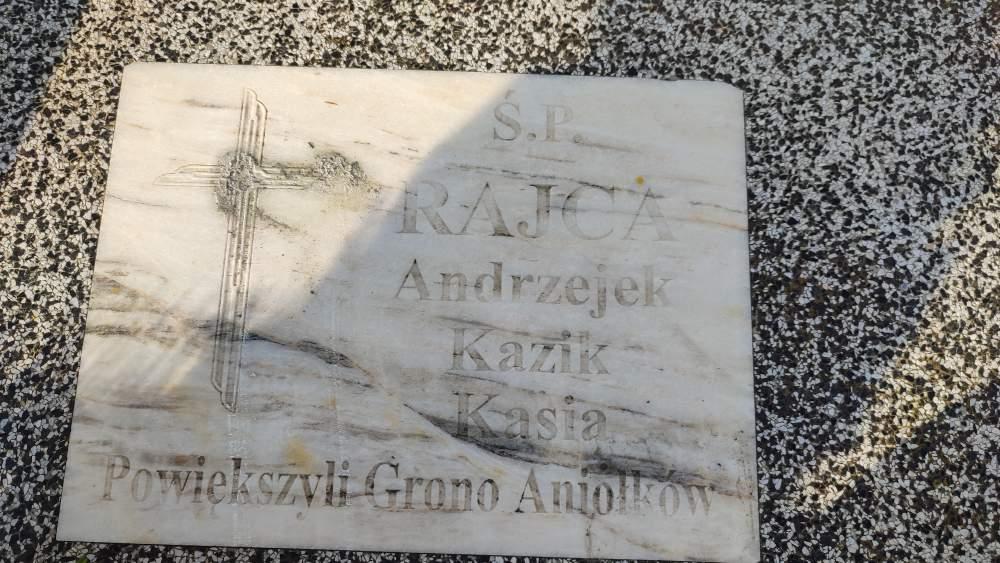 Ś.P.
RAJCA
Andrzejek
Kazik
Kasia
Powiększyli Grono Aniołków